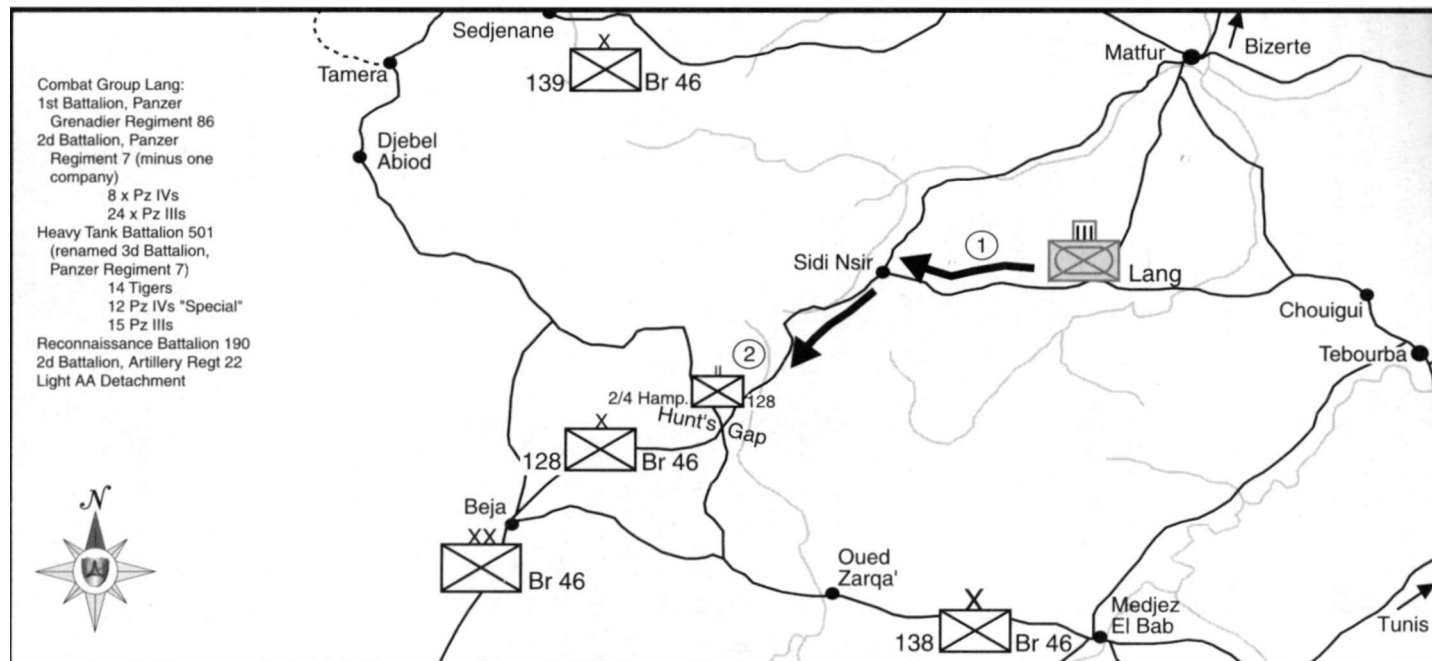 Combat Group Lang:
1st Battalion, Panzer
Grenadier Regiment 86
2d Battalion, Panzer
Regiment 7 (minus one
company)
8 x Pz IVs
24 x Pz IIIs
Heavy Tank Battalion 501
(renamed 3d Battalion,
Panzer Regiment 7)
14 Tigers
12 Pz IVs "Special"
15 Pz IIIs
Reconnaissance Battalion 190
2d Battalion, Artillery Regt 22
Light AA Detachment
N
Sedjenane
X
139 Br 46
Tamera
Djebel
Abiod
Matfur
Bizerte
Sidi Nsir
1
III
Lang
Chouigui
Tebourba
2
II
2/4 Hamp. 128
Hunt's Gap
X
128 Br 46
Beja
XX
Br 46
Oued
Zarqa'
X
138 Br 46
Medjez
El Bab
Tunis